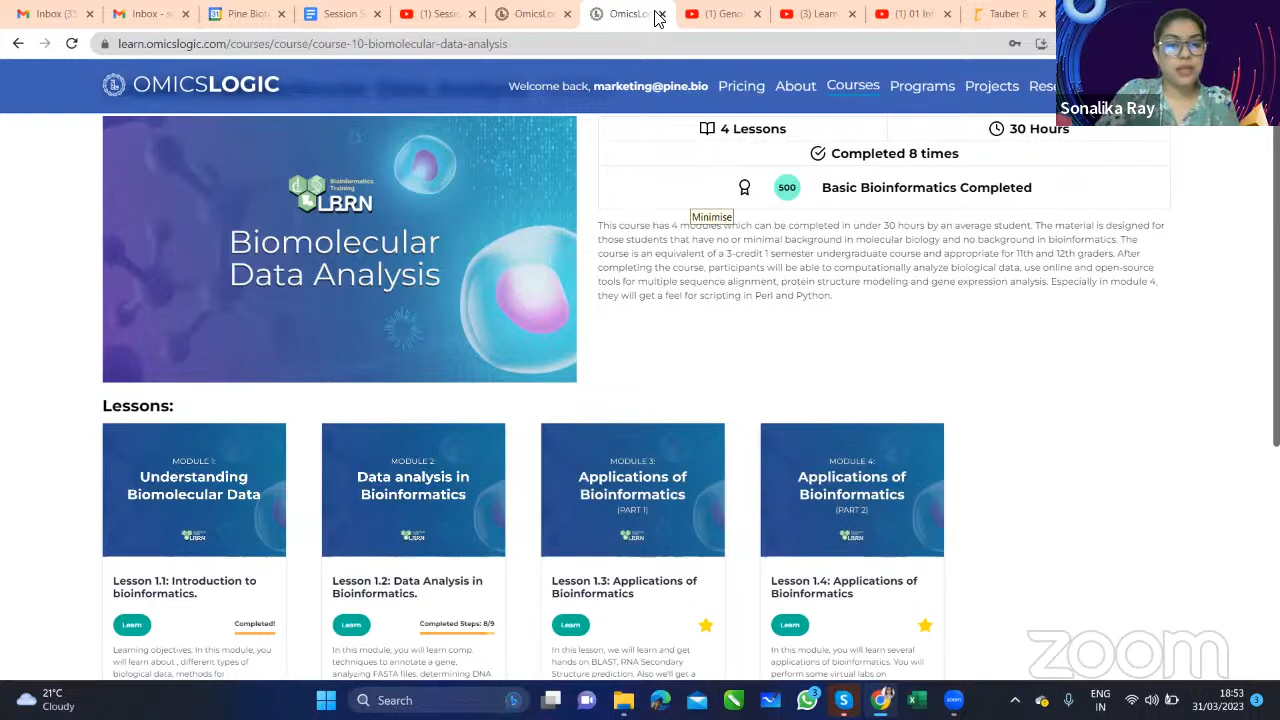 Inbox
Inbox - s
Pine Biot
Session S
(1) Sessic
OmicsLo
OmicsLo
(1) Geno
(3) Learn
(1) 01 Int
Tauber B
learn.omicslogic.com/courses/course/course-10-biomolecular-data-analysis
OMICSLOGIC
Welcome back, marketing@pine.bio
Pricing
About
Courses
Programs
Projects
Rese
Sonalika Ray
4 Lessons
30 Hours
Completed 8 times
500
Basic Bioinformatics Completed
Minimise
This course has 4 modules which can be completed in under 30 hours by an average student. The material is designed for
those students that have no or minimal background in molecular biology and no background in bioinformatics. The
course is an equivalent of a 3-credit 1 semester undergraduate course and appropriate for 11th and 12th graders. After
completing the course, participants will be able to computationally analyze biological data, use online and open-source
tools for multiple sequence alignment, protein structure modeling and gene expression analysis. Especially in module 4,
they will get a feel for scripting in Perl and Python.
Bioinformatics
Training
LBRN
Biomolecular
Data Analysis
Lessons:
MODULE 1:
Understanding
Biomolecular Data
LBRN
Lesson 1.1: Introduction to
bioinformatics.
Learn
Completed!
Learning objectives. In this module, you
will learn about , different types of
biological data, methods for
MODULE 2:
Data analysis in
Bioinformatics
LBRN
Lesson 1.2: Data Analysis in
Bioinformatics.
Learn
Completed Steps: 8/9
In this module, you will learn comp.
techniques to annotate a gene,
analyzing FASTA files, determining DNA
MODULE 3:
Applications of
Bioinformatics
(PART 1)
LBRN
Lesson 1.3: Applications of
Bioinformatics
Learn
In this lesson, we will learn and get
hands on BLAST, RNA Secondary
Structure prediction. Also we'll get a
MODULE 4:
Applications of
Bioinformatics
(PART 2)
LBRN
Lesson 1.4: Applications of
Bioinformatics
Learn
In this module, you will learn several
applications of bioinformatics. You will
perform some virtual labs on
zoom
21°C
Cloudy
Search
3
zoom
ENG
IN
18:53
31/03/2023
3